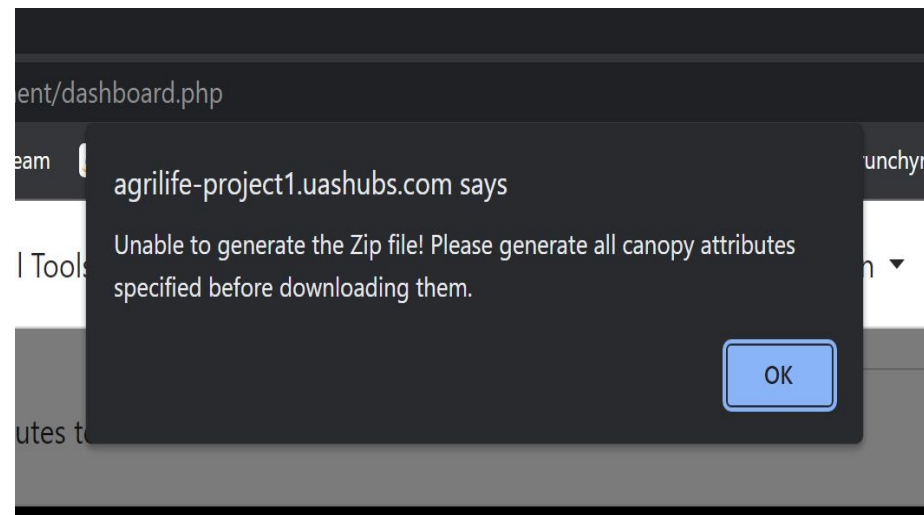 ent/dashboard.php
eam
unchyr
agrilife-project1.uashubs.com says
Unable to generate the Zip file! Please generate all canopy attributes
specified before downloading them.
l Tools
n
OK
utes t